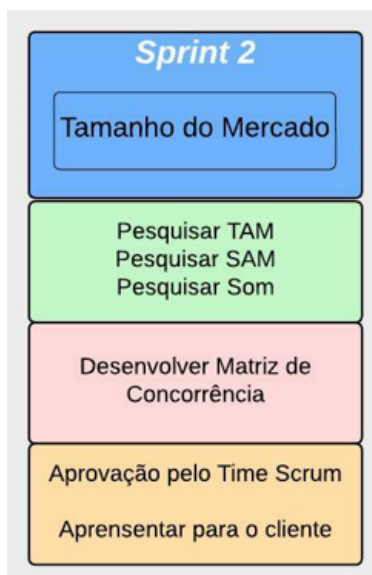 Sprint 2
Tamanho do Mercado
Pesquisar TAM
Pesquisar SAM
Pesquisar Som
Desenvolver Matriz de
Concorrência
Aprovação pelo Time Scrum
Aprensentar para o cliente